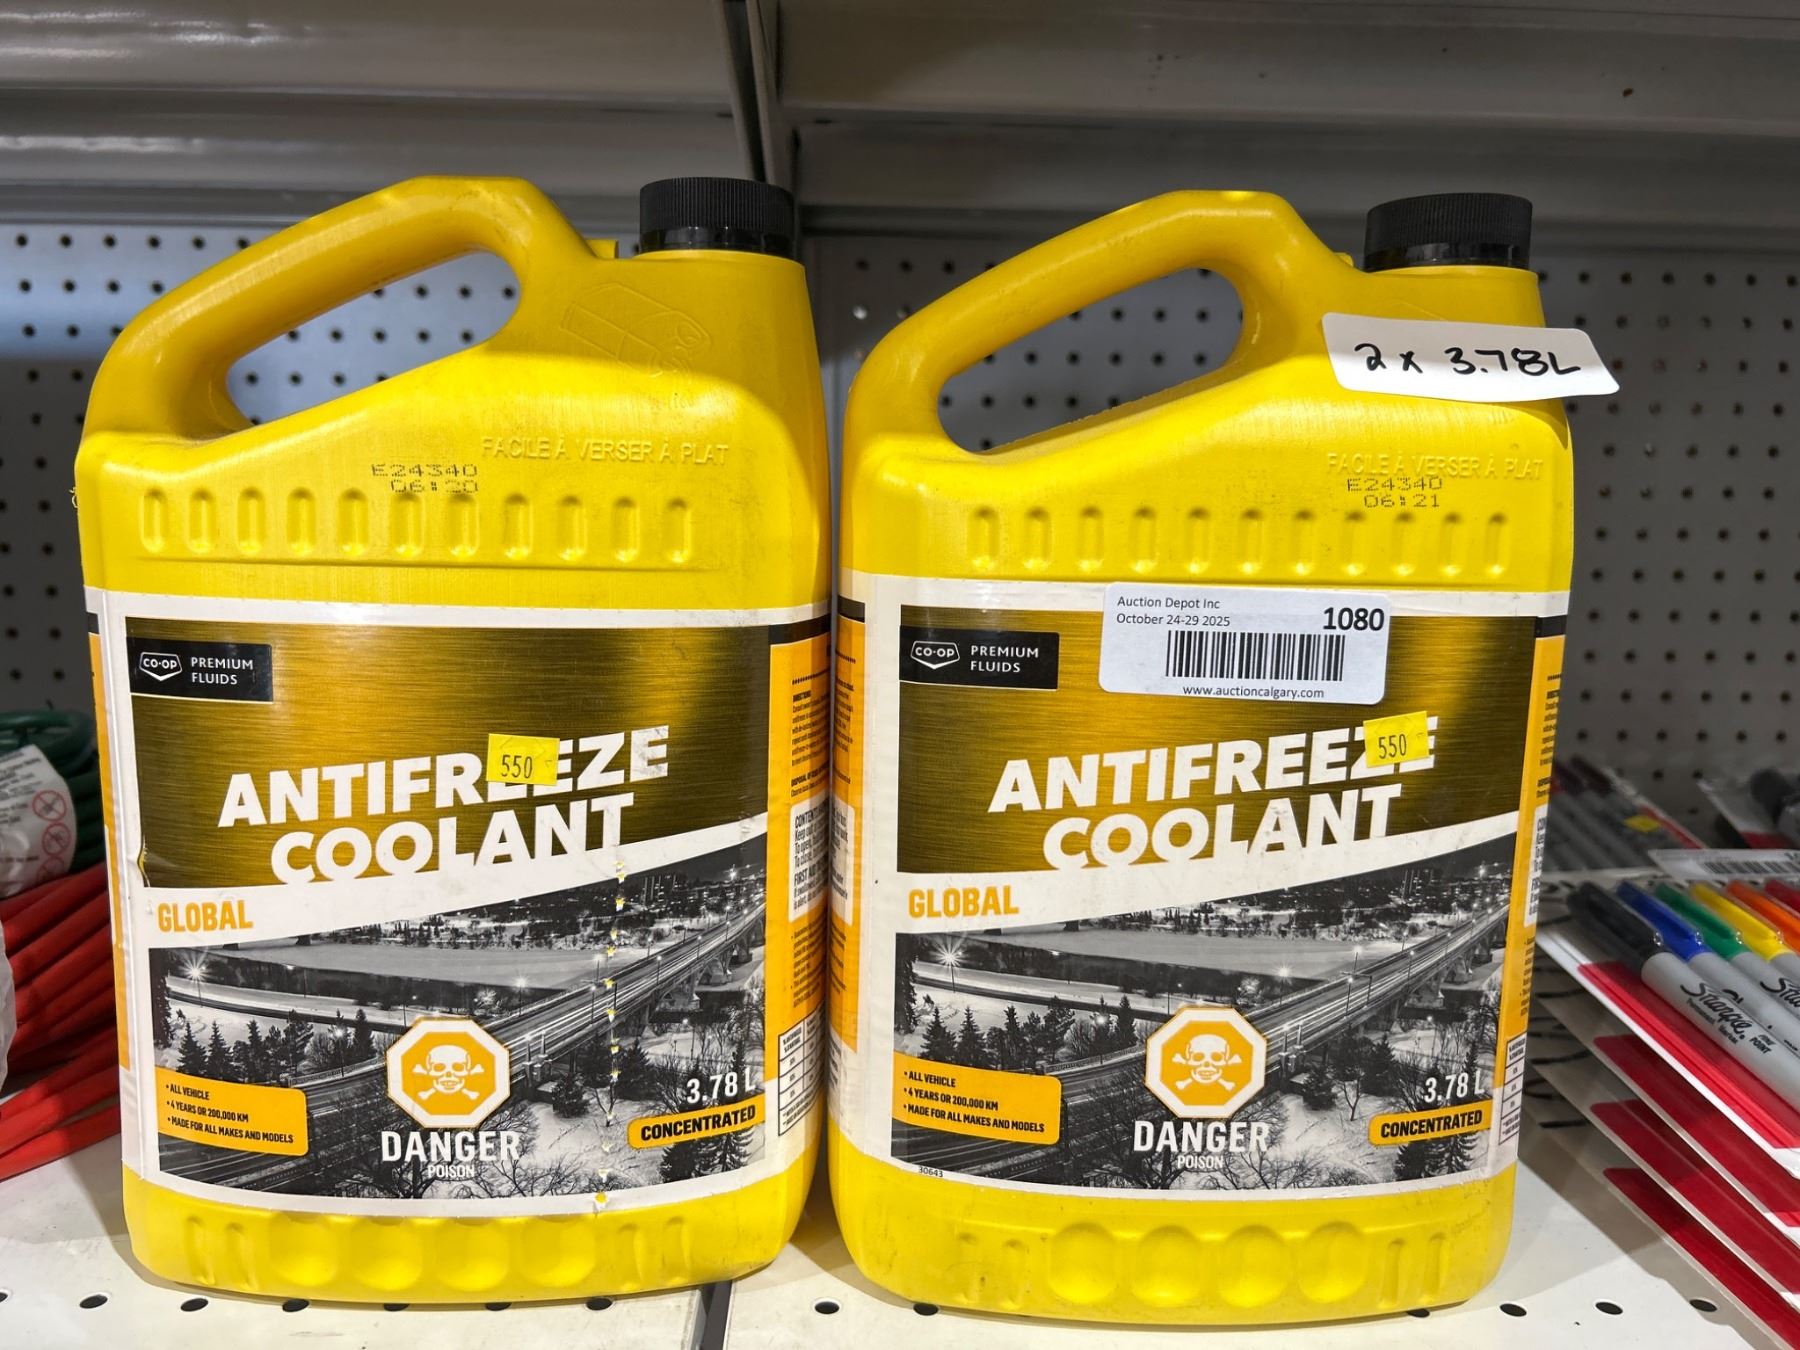 FACILE À VERSER À PLAT
E24340
06:20
CO-OP
PREMIUM
FLUIDS
550
ANTIFREEZE
COOLANT
GLOBAL
• ALL VEHICLE
• 4 YEARS OR 200,000 KM
• MADE FOR ALL MAKES AND MODELS
DANGER
POISON
3.78 L
CONCENTRATED
2 x 3.78L
FACILE À VERSER À PLAT
E24340
06:21
Auction Depot Inc
October 24-29 2025
1080
www.auctioncalgary.com
CO-OP
PREMIUM
FLUIDS
550
ANTIFREEZE
COOLANT
GLOBAL
• ALL VEHICLE
• 4 YEARS OR 200,000 KM
• MADE FOR ALL MAKES AND MODELS
DANGER
POISON
3.78 L
CONCENTRATED
30643
Sharpie